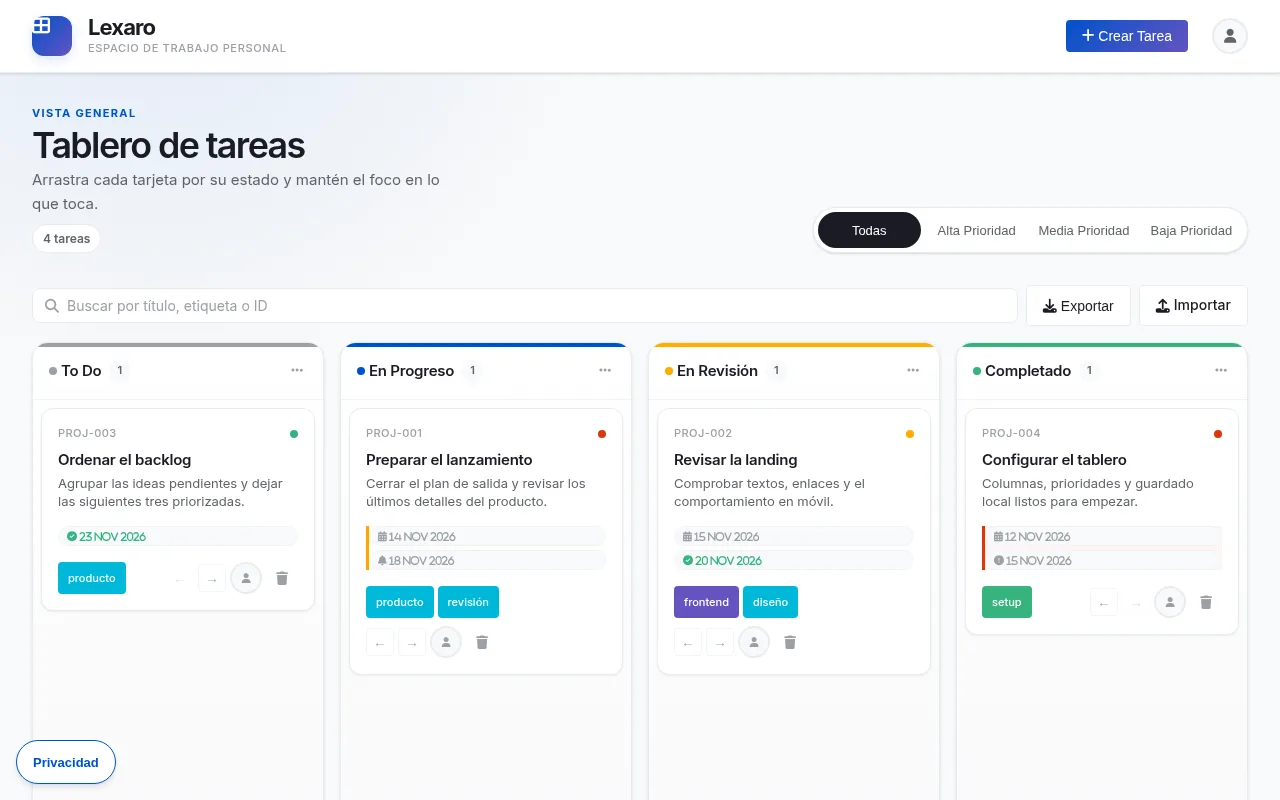 Lexaro
ESPACIO DE TRABAJO PERSONAL
Crear Tarea
VISTA GENERAL
Tablero de tareas
Arrastra cada tarjeta por su estado y mantén el foco en lo
que toca.
4 tareas
Todas
Alta Prioridad
Media Prioridad
Baja Prioridad
Buscar por título, etiqueta o ID
Exportar
Importar
To Do 1
PROJ-003
Ordenar el backlog
Agrupar las ideas pendientes y dejar
las siguientes tres priorizadas.
23 NOV 2026
producto
← →
En Progreso 1
PROJ-001
Preparar el lanzamiento
Cerrar el plan de salida y revisar los
últimos detalles del producto.
14 NOV 2026
18 NOV 2026
producto revisión
← →
En Revisión 1
PROJ-002
Revisar la landing
Comprobar textos, enlaces y el
comportamiento en móvil.
15 NOV 2026
20 NOV 2026
frontend diseño
← →
Completado 1
PROJ-004
Configurar el tablero
Columnas, prioridades y guardado
local listos para empezar.
12 NOV 2026
15 NOV 2026
setup
← →
Privacidad